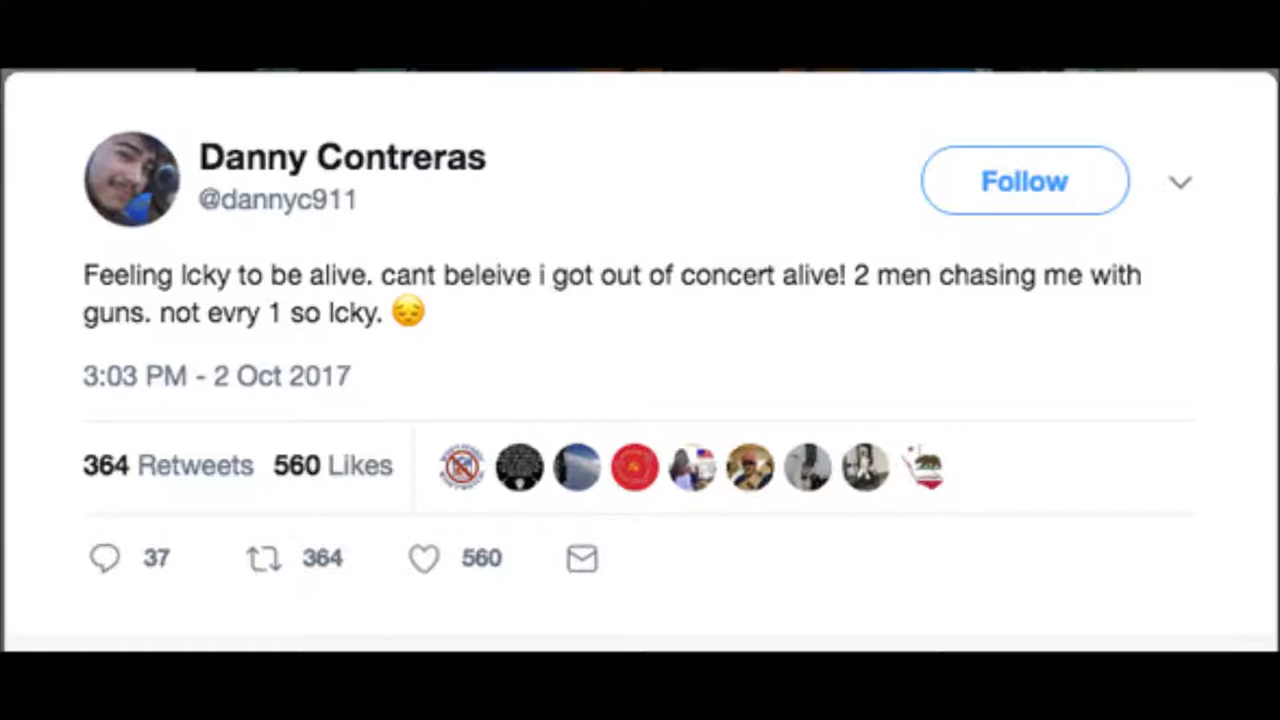 Danny Contreras
@dannyc911
Follow
Feeling lcky to be alive. cant beleive i got out of concert alive! 2 men chasing me with
guns. not evry 1 so lcky. 😔
3:03 PM - 2 Oct 2017
364 Retweets 560 Likes
37 364 560